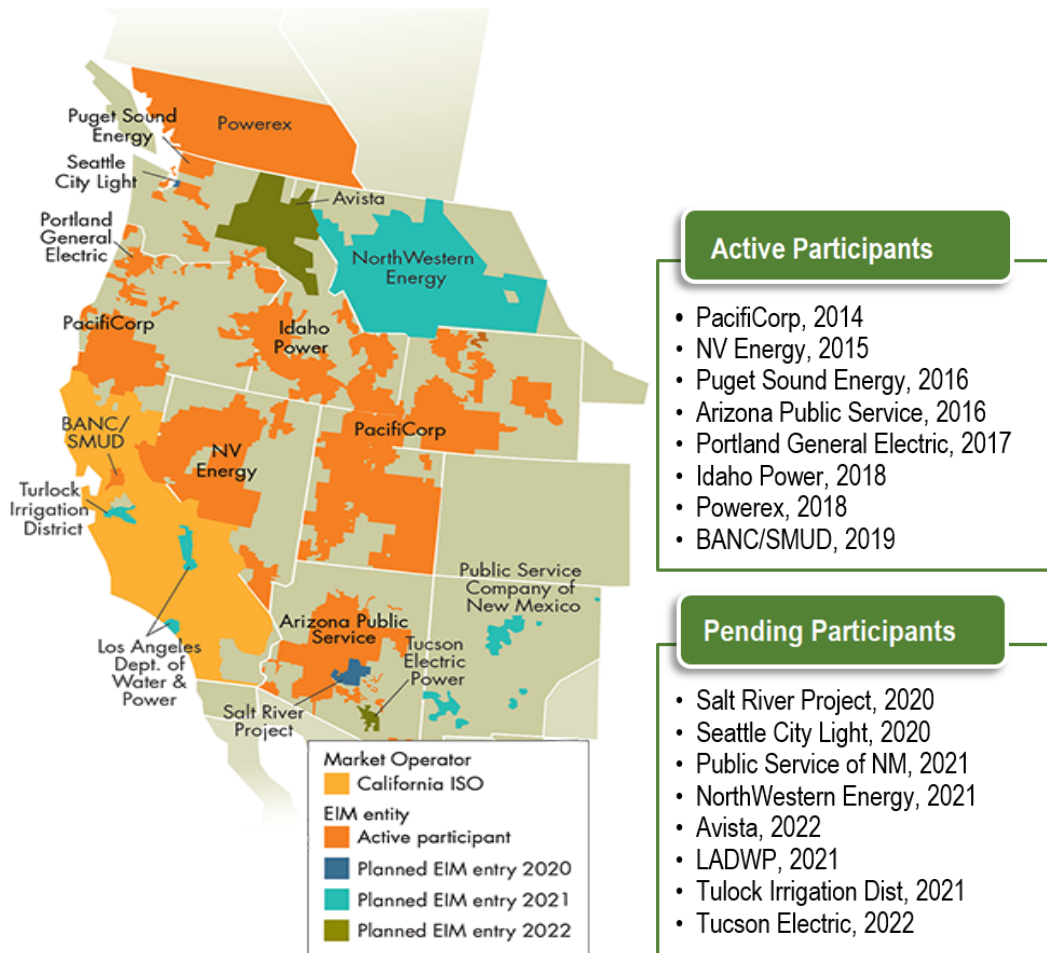 Puget Sound
Energy
Powerex
Seattle
City Light
Avista
Portland
General
Electric
NorthWestern
Energy
PacifiCorp
Idaho
Power
BANC/
SMUD
NV
Energy
PacifiCorp
Turlock
Irrigation
District
Public Service
Company of
New Mexico
Arizona Public
Service
Los Angeles
Dept. of
Water &
Power
Tucson
Electric
Power
Salt River
Project
Market Operator
California ISO
EIM entity
Active participant
Planned EIM entry 2020
Planned EIM entry 2021
Planned EIM entry 2022
Active Participants
• PacifiCorp, 2014
• NV Energy, 2015
• Puget Sound Energy, 2016
• Arizona Public Service, 2016
• Portland General Electric, 2017
• Idaho Power, 2018
• Powerex, 2018
• BANC/SMUD, 2019
Pending Participants
• Salt River Project, 2020
• Seattle City Light, 2020
• Public Service of NM, 2021
• NorthWestern Energy, 2021
• Avista, 2022
• LADWP, 2021
• Tulock Irrigation Dist, 2021
• Tucson Electric, 2022